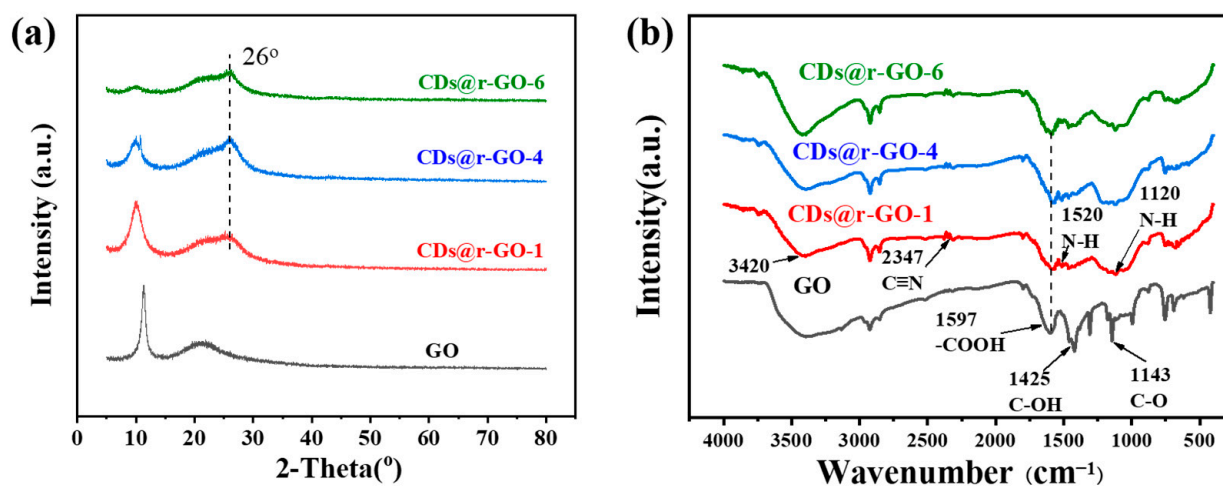 (a)
26°
CDs@r-GO-6
CDs@r-GO-4
CDs@r-GO-1
GO
Intensity (a.u.)
0 10 20 30 40 50 60 70 80
2-Theta(°)
(b)
CDs@r-GO-6
CDs@r-GO-4
CDs@r-GO-1
1520
N-H
1120
N-H
3420
2347
C≡N
GO
1597
-COOH
1425
C-OH
1143
C-O
Intensity(a.u.)
4000 3500 3000 2500 2000 1500 1000 500
Wavenumber (cm⁻¹)